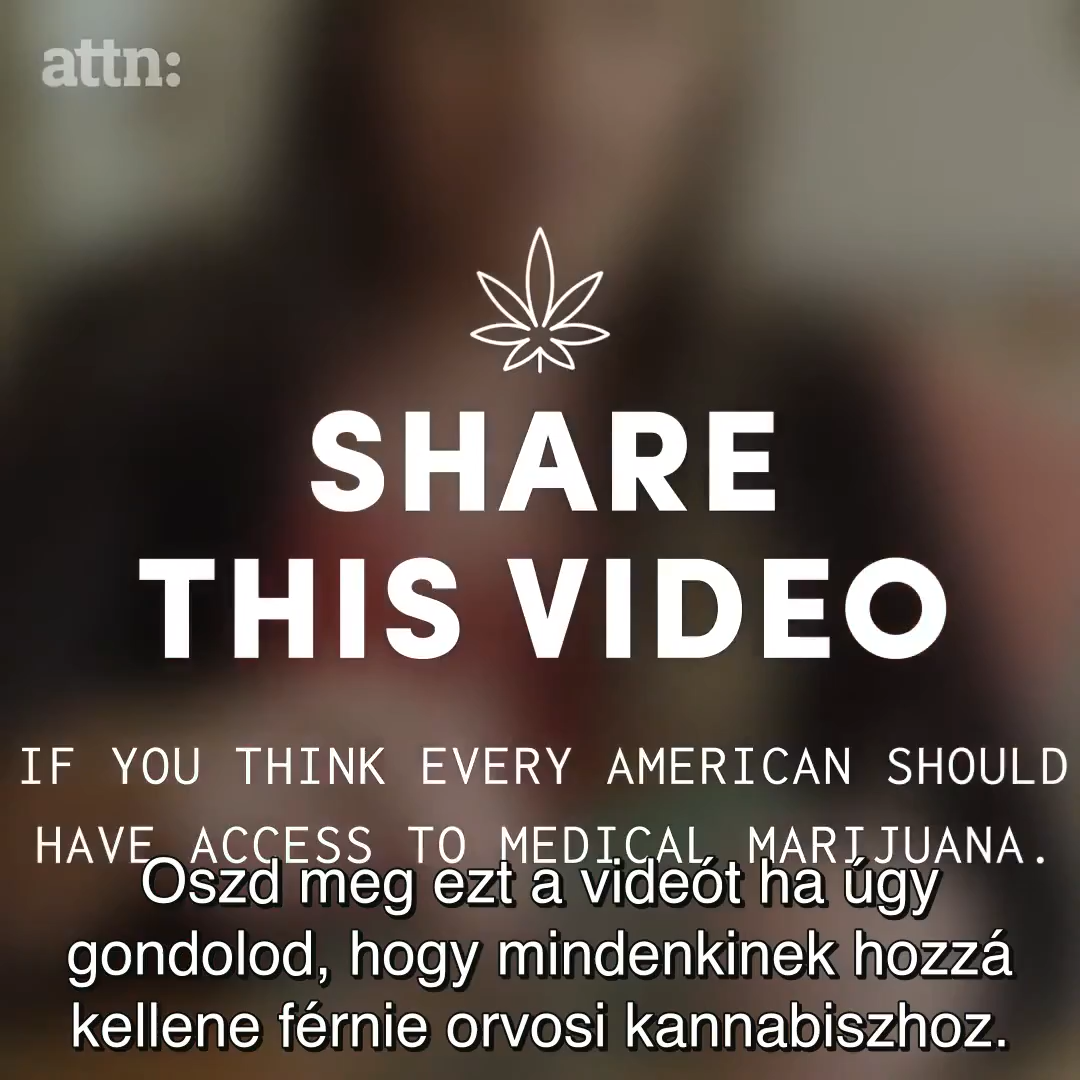 attn:
SHARE
THIS VIDEO
IF YOU THINK EVERY AMERICAN SHOULD
HAVE ACCESS TO MEDICAL MARIJUANA.
Oszd meg ezt a videót ha úgy
gondolod, hogy mindenkinek hozzá
kellene férnie orvosi kannabiszhoz.